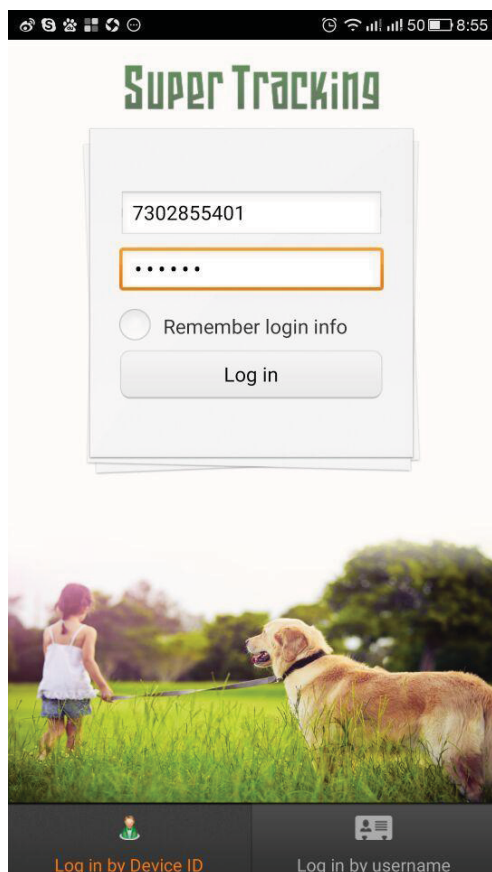 50 8:55
Super Tracking
7302855401
••••••
Remember login info
Log in
Log in by Device ID
Log in by username